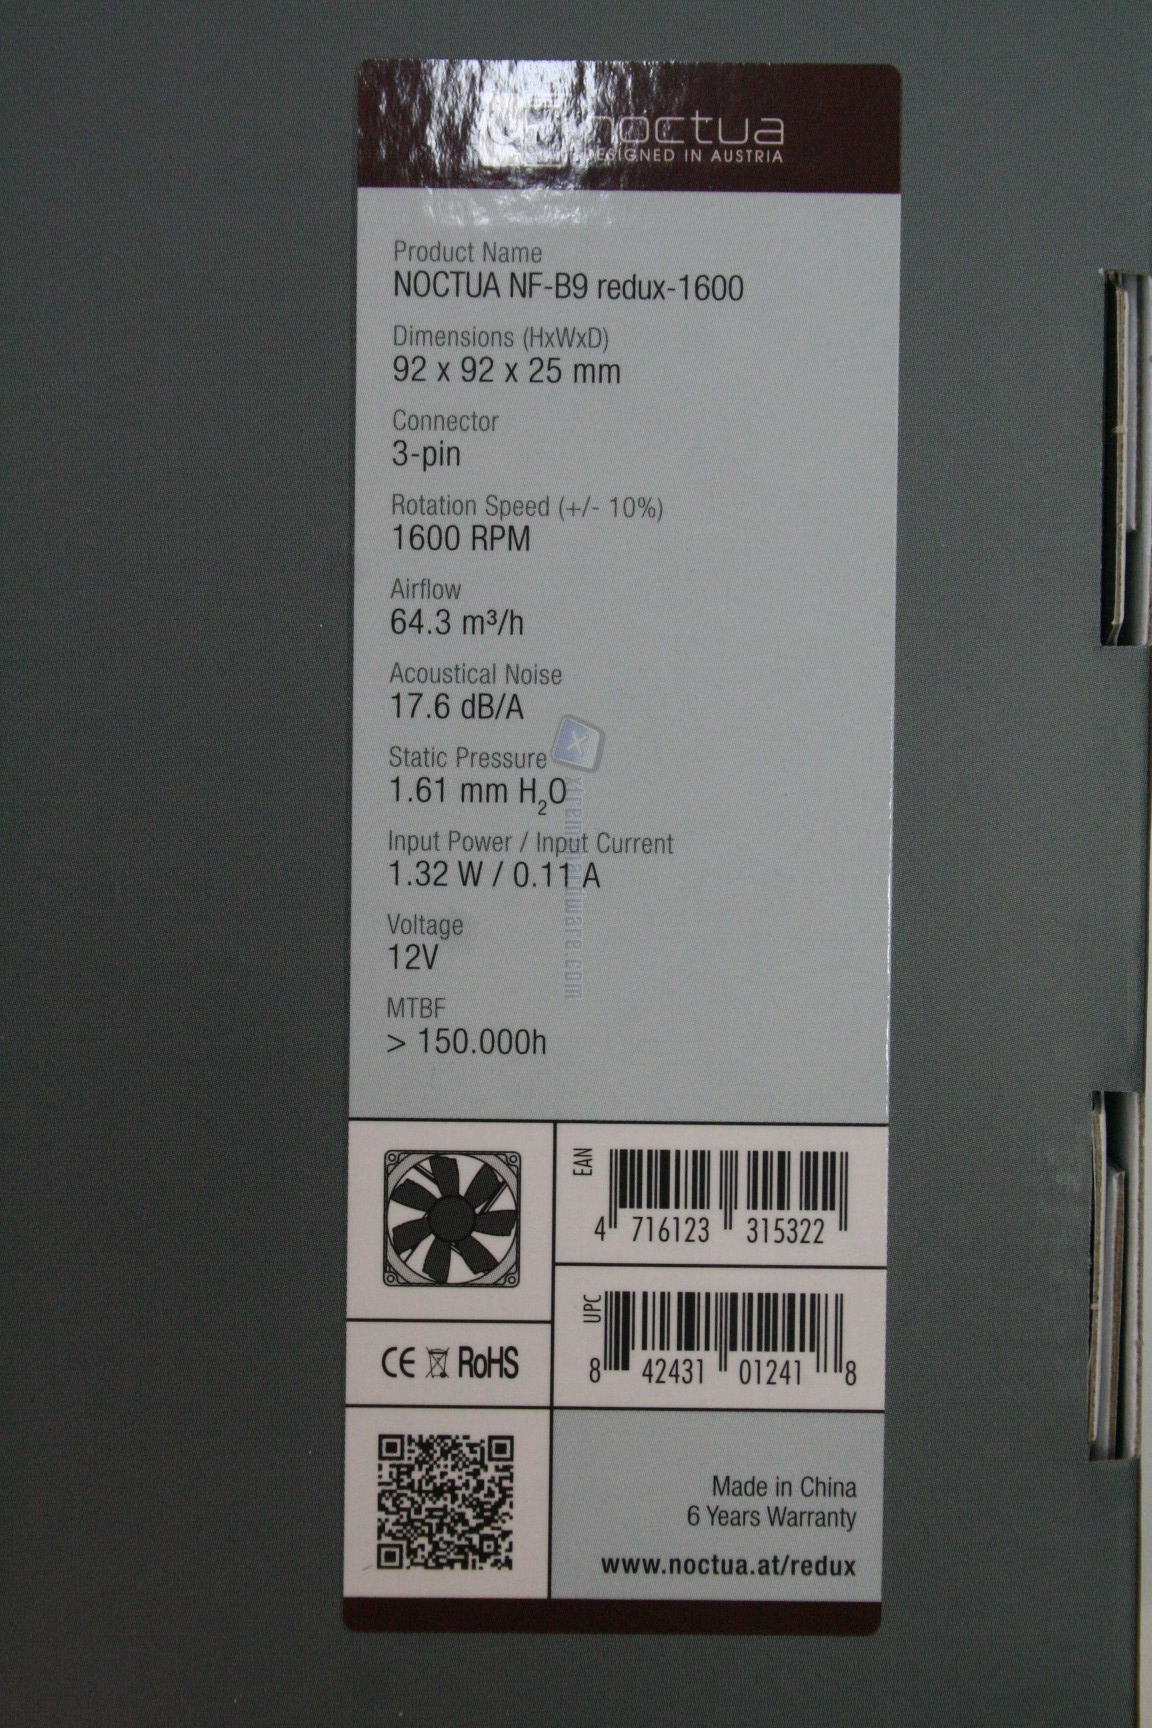 noctua
DESIGNED IN AUSTRIA
Product Name
NOCTUA NF-B9 redux-1600
Dimensions (HxWxD)
92 x 92 x 25 mm
Connector
3-pin
Rotation Speed (+/- 10%)
1600 RPM
Airflow
64.3 m³/h
Acoustical Noise
17.6 dB/A
Static Pressure
1.61 mm H₂O
Input Power / Input Current
1.32 W / 0.11 A
Voltage
12V
MTBF
> 150.000h
xtremehardware.com
EAN
4 716123 315322
UPC
8 42431 01241 8
CE RoHS
Made in China
6 Years Warranty
www.noctua.at/redux